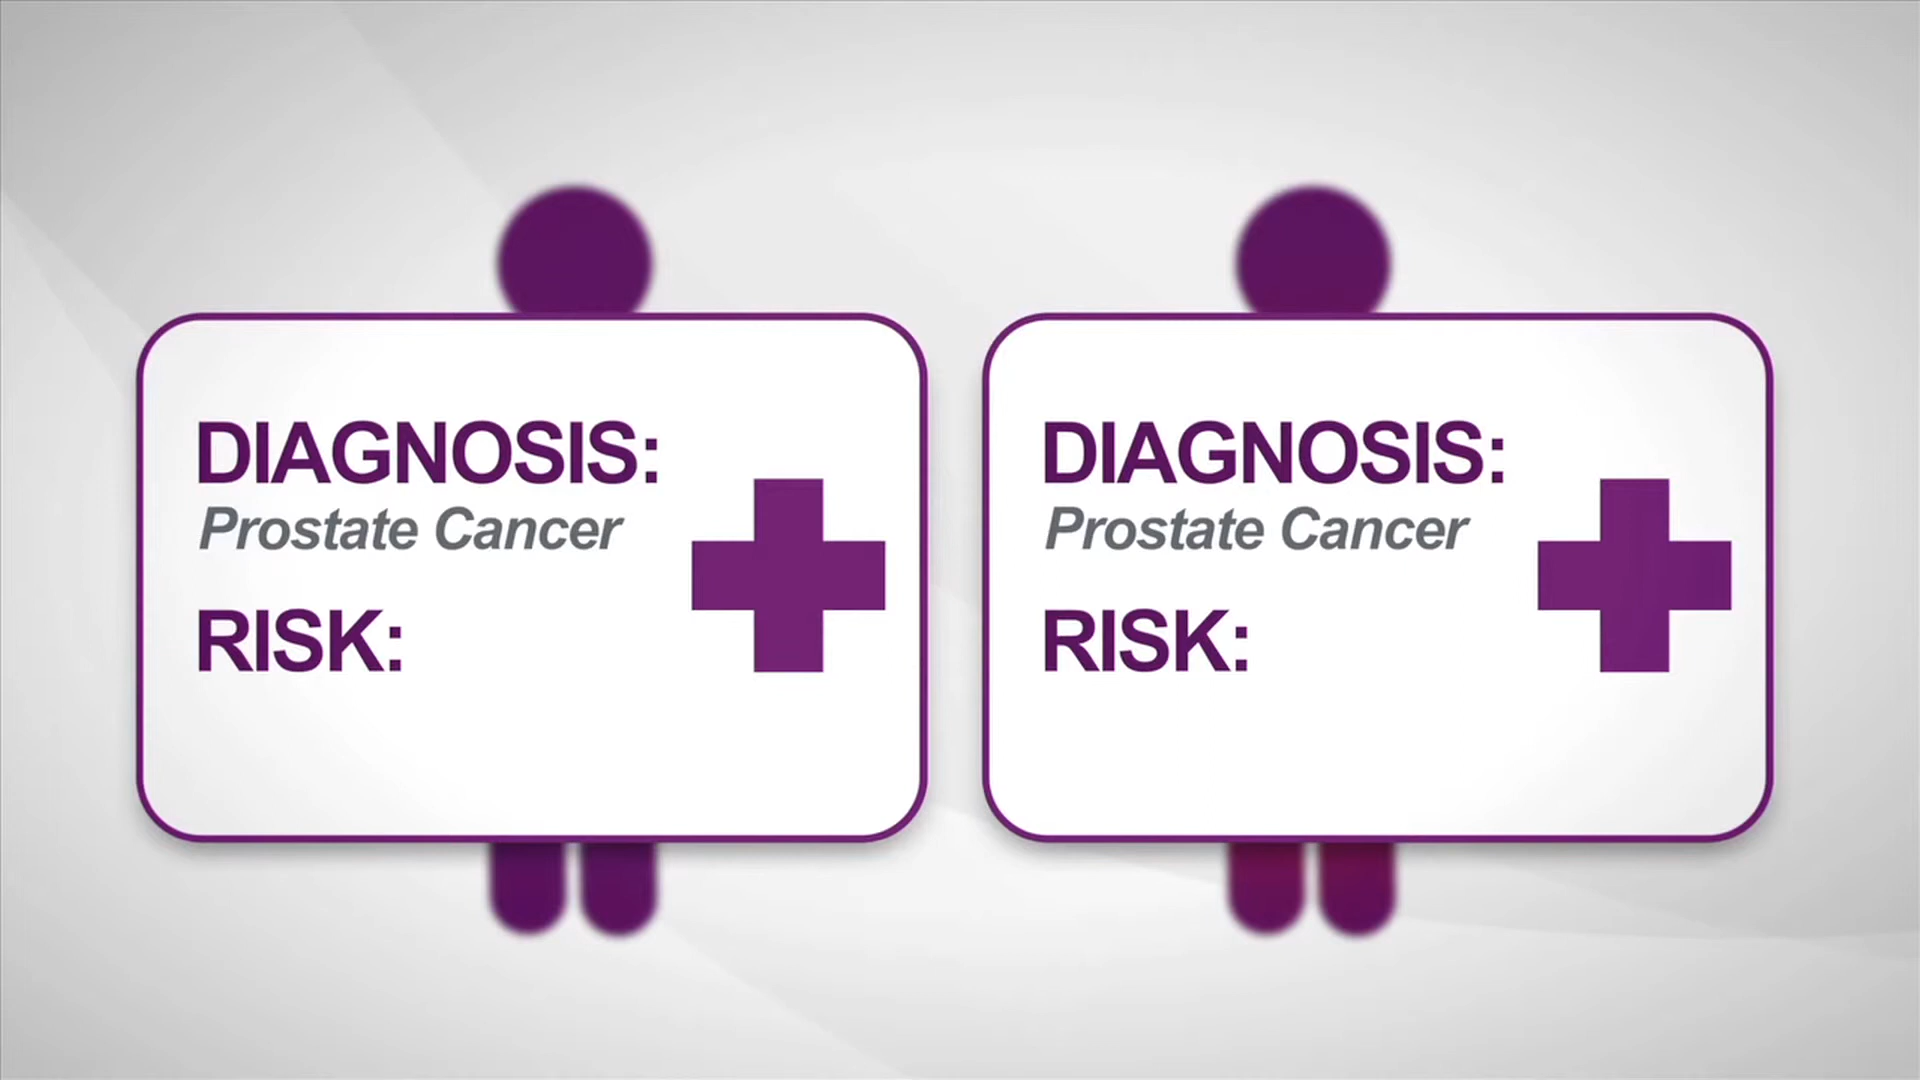 DIAGNOSIS:
Prostate Cancer
RISK:
DIAGNOSIS:
Prostate Cancer
RISK: